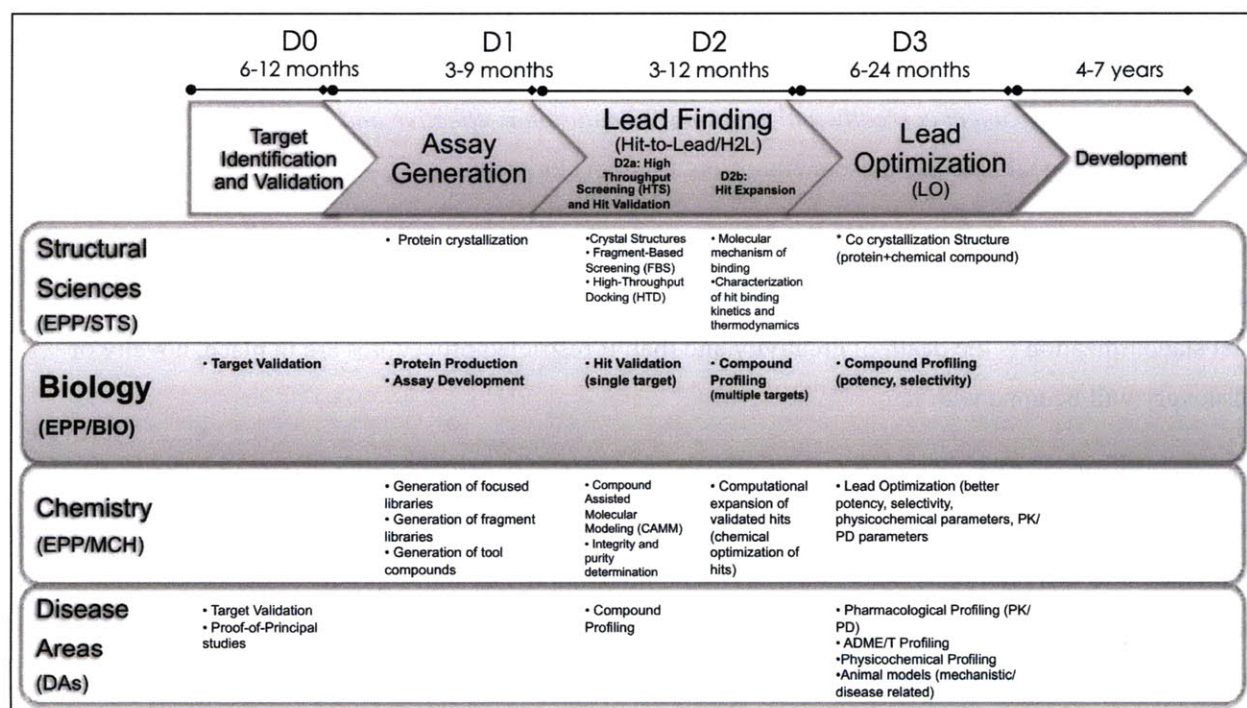 D0
6-12 months
D1
3-9 months
D2
3-12 months
D3
6-24 months
4-7 years
Target
Identification
and Validation
Assay
Generation
Lead Finding
(Hit-to-Lead/H2L)
D2a: High
Throughput
Screening (HTS)
and Hit Validation
D2b:
Hit Expansion
Lead
Optimization
(LO)
Development
Structural
Sciences
(EPP/STS)
• Protein crystallization
•Crystal Structures
• Fragment-Based
Screening (FBS)
• High-Throughput
Docking (HTD)
• Molecular
mechanism of
binding
•Characterization
of hit binding
kinetics and
thermodynamics
* Co crystallization Structure
(protein+chemical compound)
Biology
(EPP/BIO)
• Target Validation
• Protein Production
• Assay Development
• Hit Validation
(single target)
• Compound
Profiling
(multiple targets)
• Compound Profiling
(potency, selectivity)
Chemistry
(EPP/MCH)
• Generation of focused
libraries
• Generation of fragment
libraries
• Generation of tool
compounds
• Compound
Assisted
Molecular
Modeling (CAMM)
• Integrity and
purity
determination
• Computational
expansion of
validated hits
(chemical
optimization of
hits)
• Lead Optimization (better
potency, selectivity,
physicochemical parameters, PK/
PD parameters
Disease
Areas
(DAs)
• Target Validation
• Proof-of-Principal
studies
• Compound
Profiling
• Pharmacological Profiling (PK/
PD)
• ADME/T Profiling
•Physicochemical Profiling
•Animal models (mechanistic/
disease related)